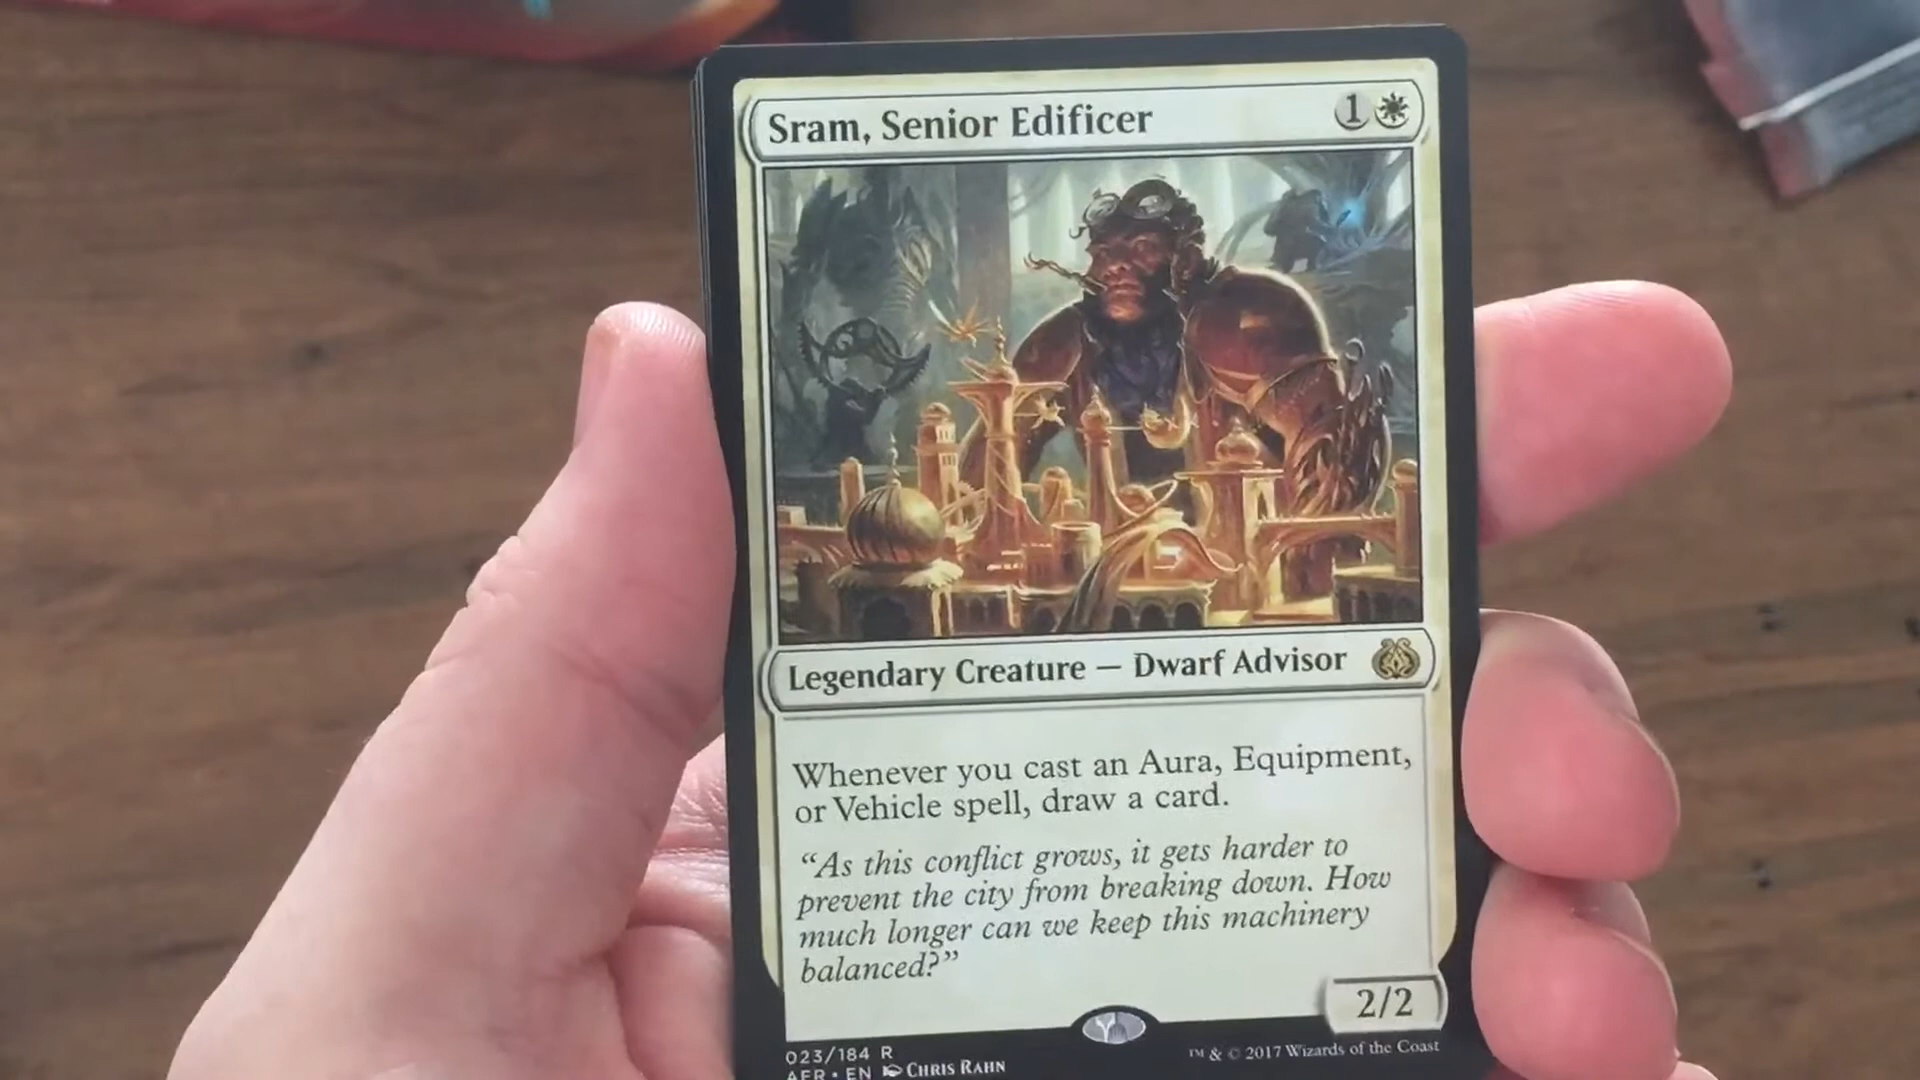 Sram, Senior Edificer 1
Legendary Creature — Dwarf Advisor
Whenever you cast an Aura, Equipment,
or Vehicle spell, draw a card.
“As this conflict grows, it gets harder to
prevent the city from breaking down. How
much longer can we keep this machinery
balanced?”
2/2
023/184 R
AER • EN CHRIS RAHN
™ & © 2017 Wizards of the Coast